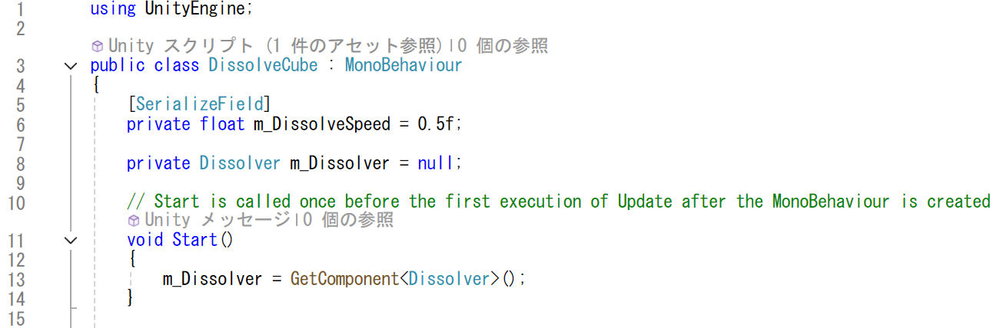 1 using UnityEngine;
2
Unity スクリプト (1 件のアセット参照)|0 個の参照
3 public class DissolveCube : MonoBehaviour
4 {
5 [SerializeField]
6 private float m_DissolveSpeed = 0.5f;
7
8 private Dissolver m_Dissolver = null;
9
10 // Start is called once before the first execution of Update after the MonoBehaviour is created
Unity メッセージ|0 個の参照
11 void Start()
12 {
13 m_Dissolver = GetComponent<Dissolver>();
14 }
15